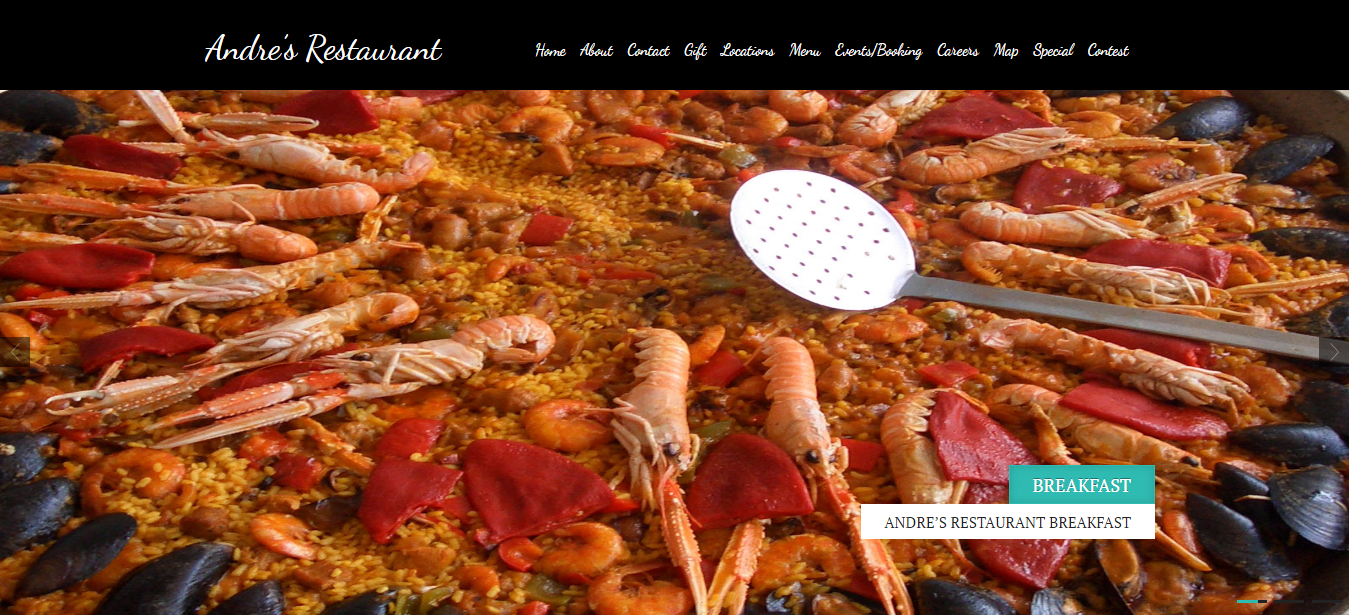 Andre's Restaurant
Home About Contact Gift Locations Menu Events/Booking Careers Map Special Contest
BREAKFAST
ANDRE'S RESTAURANT BREAKFAST